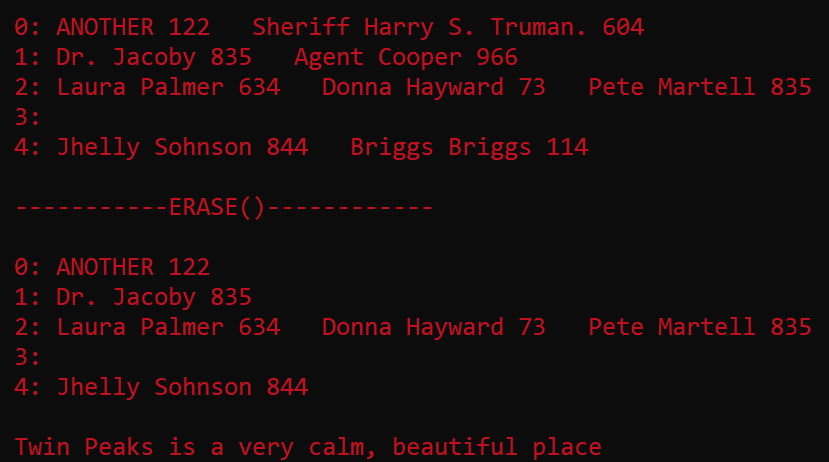 0: ANOTHER 122   Sheriff Harry S. Truman. 604
1: Dr. Jacoby 835   Agent Cooper 966
2: Laura Palmer 634   Donna Hayward 73   Pete Martell 835
3:
4: Jhelly Sohnson 844   Briggs Briggs 114
-----------ERASE()------------
0: ANOTHER 122
1: Dr. Jacoby 835
2: Laura Palmer 634   Donna Hayward 73   Pete Martell 835
3:
4: Jhelly Sohnson 844
Twin Peaks is a very calm, beautiful place